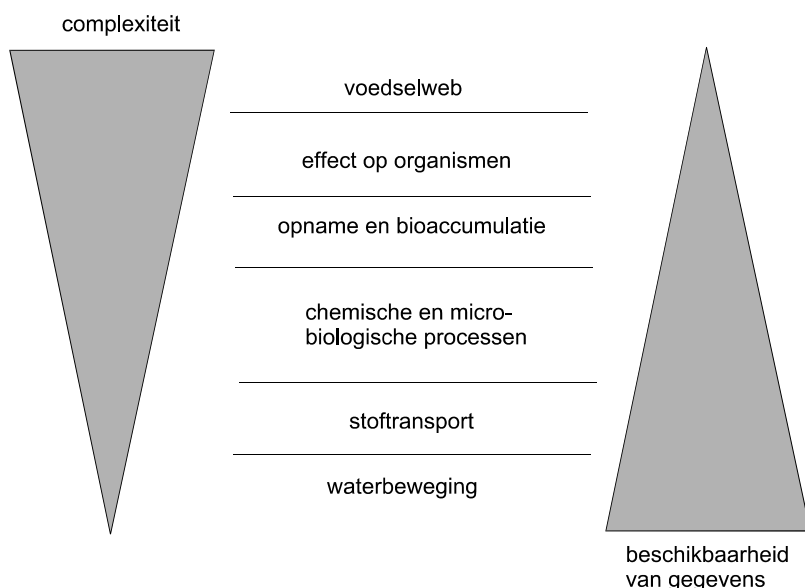 complexiteit
voedselweb
effect op organismen
opname en bioaccumulatie
chemische en micro-
biologische processen
stoftransport
waterbeweging
beschikbaarheid
van gegevens